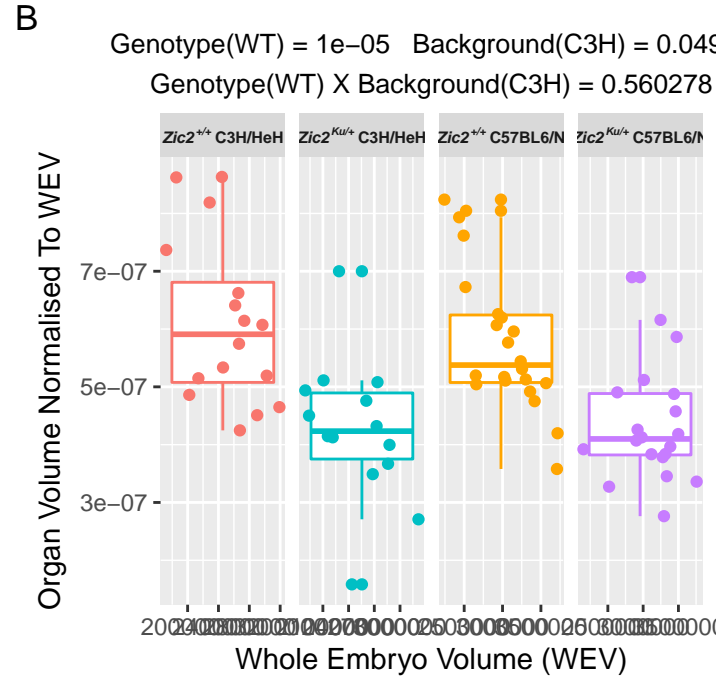 B
Genotype(WT) = 1e−05 Background(C3H) = 0.049
Genotype(WT) X Background(C3H) = 0.560278
Zic2+/+ C3H/HeH Zic2Ku/+ C3H/HeH Zic2+/+ C57BL6/N Zic2Ku/+ C57BL6/N
Organ Volume Normalised To WEV
7e−07
5e−07
3e−07
Whole Embryo Volume (WEV)